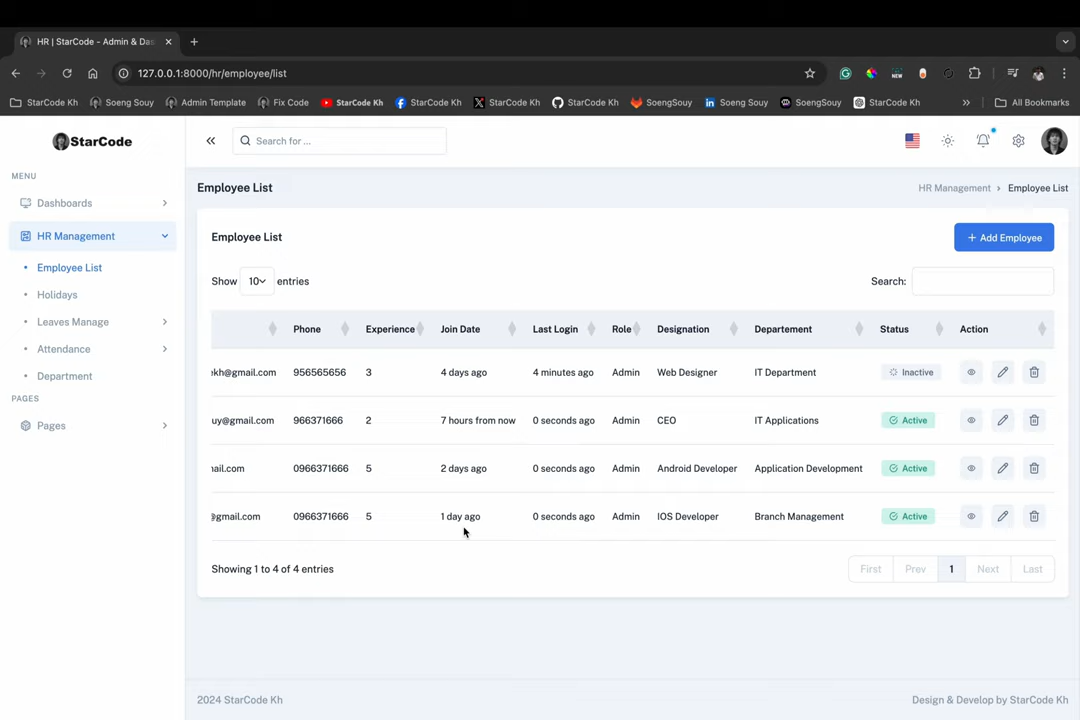 HR | StarCode - Admin & Das
127.0.0.1:8000/hr/employee/list
StarCode Kh Soeng Souy Admin Template Fix Code StarCode Kh StarCode Kh StarCode Kh StarCode Kh SoengSouy Soeng Souy SoengSouy StarCode Kh » All Bookmarks
StarCode
Search for ...
MENU
Dashboards
HR Management
Employee List
Holidays
Leaves Manage
Attendance
Department
PAGES
Pages
Employee List
HR Management > Employee List
Employee List
+ Add Employee
Show 10 entries
Search:
Phone Experience Join Date Last Login Role Designation Departement Status Action
kh@gmail.com 956565656 3 4 days ago 4 minutes ago Admin Web Designer IT Department Inactive
uy@gmail.com 966371666 2 7 hours from now 0 seconds ago Admin CEO IT Applications Active
ail.com 0966371666 5 2 days ago 0 seconds ago Admin Android Developer Application Development Active
@gmail.com 0966371666 5 1 day ago 0 seconds ago Admin IOS Developer Branch Management Active
Showing 1 to 4 of 4 entries
First Prev 1 Next Last
2024 StarCode Kh
Design & Develop by StarCode Kh